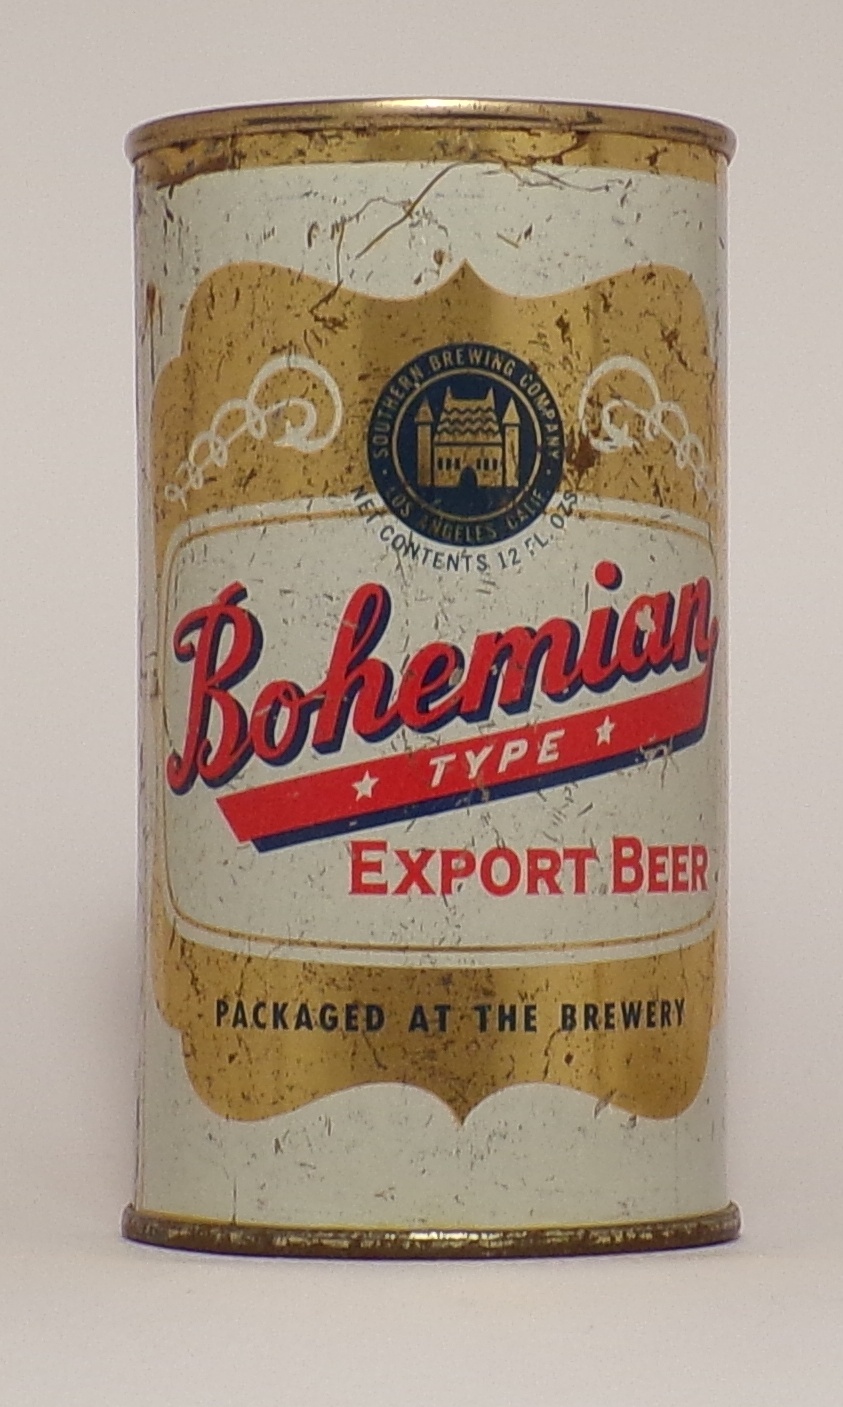 SOUTHERN BREWING COMPANY
LOS ANGELES CALIF.
NET CONTENTS 12 FL. OZS
Bohemian
TYPE
EXPORT BEER
PACKAGED AT THE BREWERY